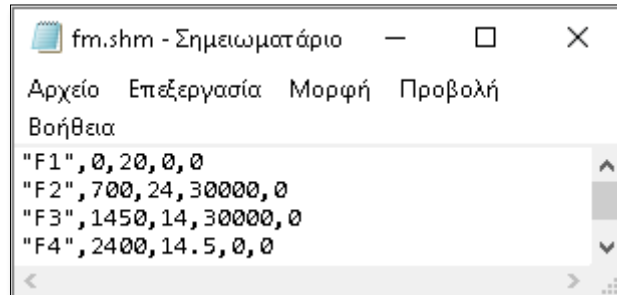 fm.shm - Σημειωματάριο
Αρχείο Επεξεργασία Μορφή Προβολή
Βοήθεια
"F1",0,20,0,0
"F2",700,24,30000,0
"F3",1450,14,30000,0
"F4",2400,14.5,0,0